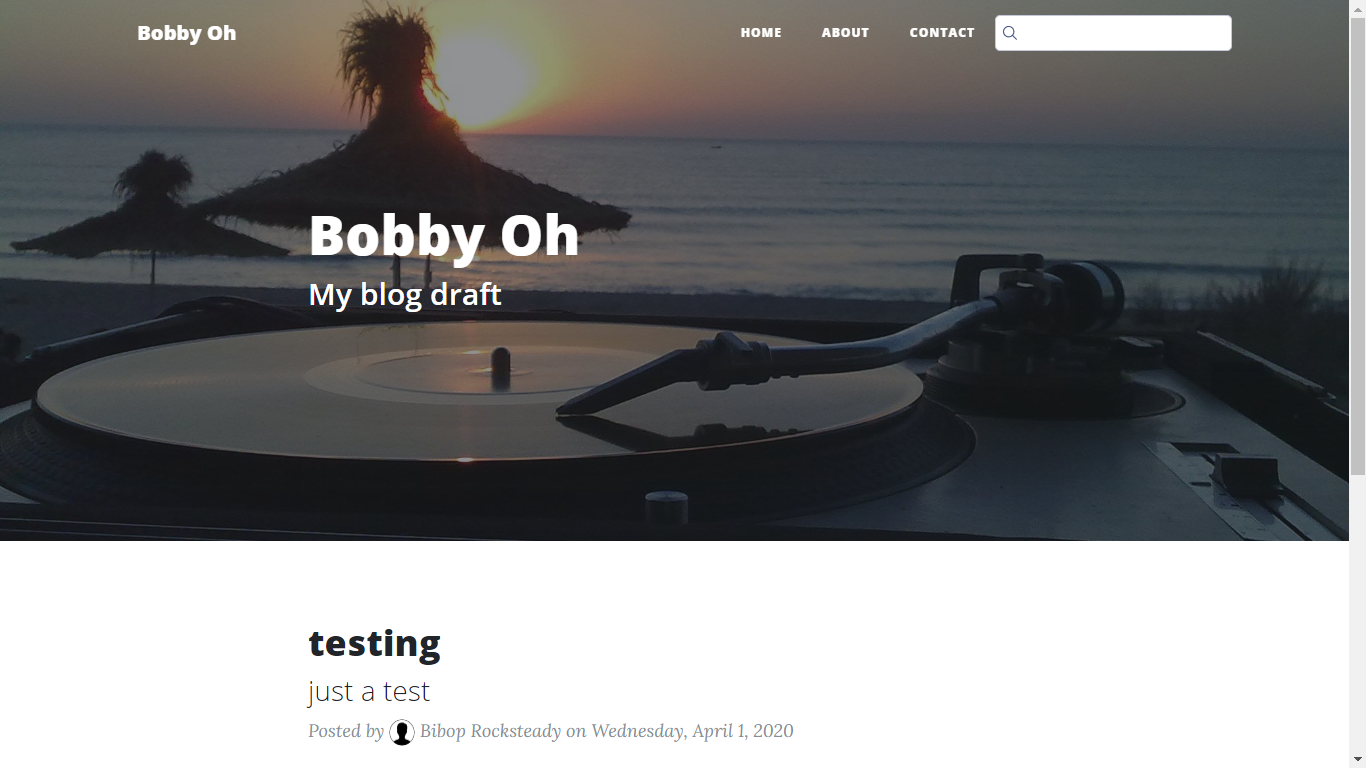 Bobby Oh
HOME ABOUT CONTACT
Bobby Oh
My blog draft
testing
just a test
Posted by Bibop Rocksteady on Wednesday, April 1, 2020